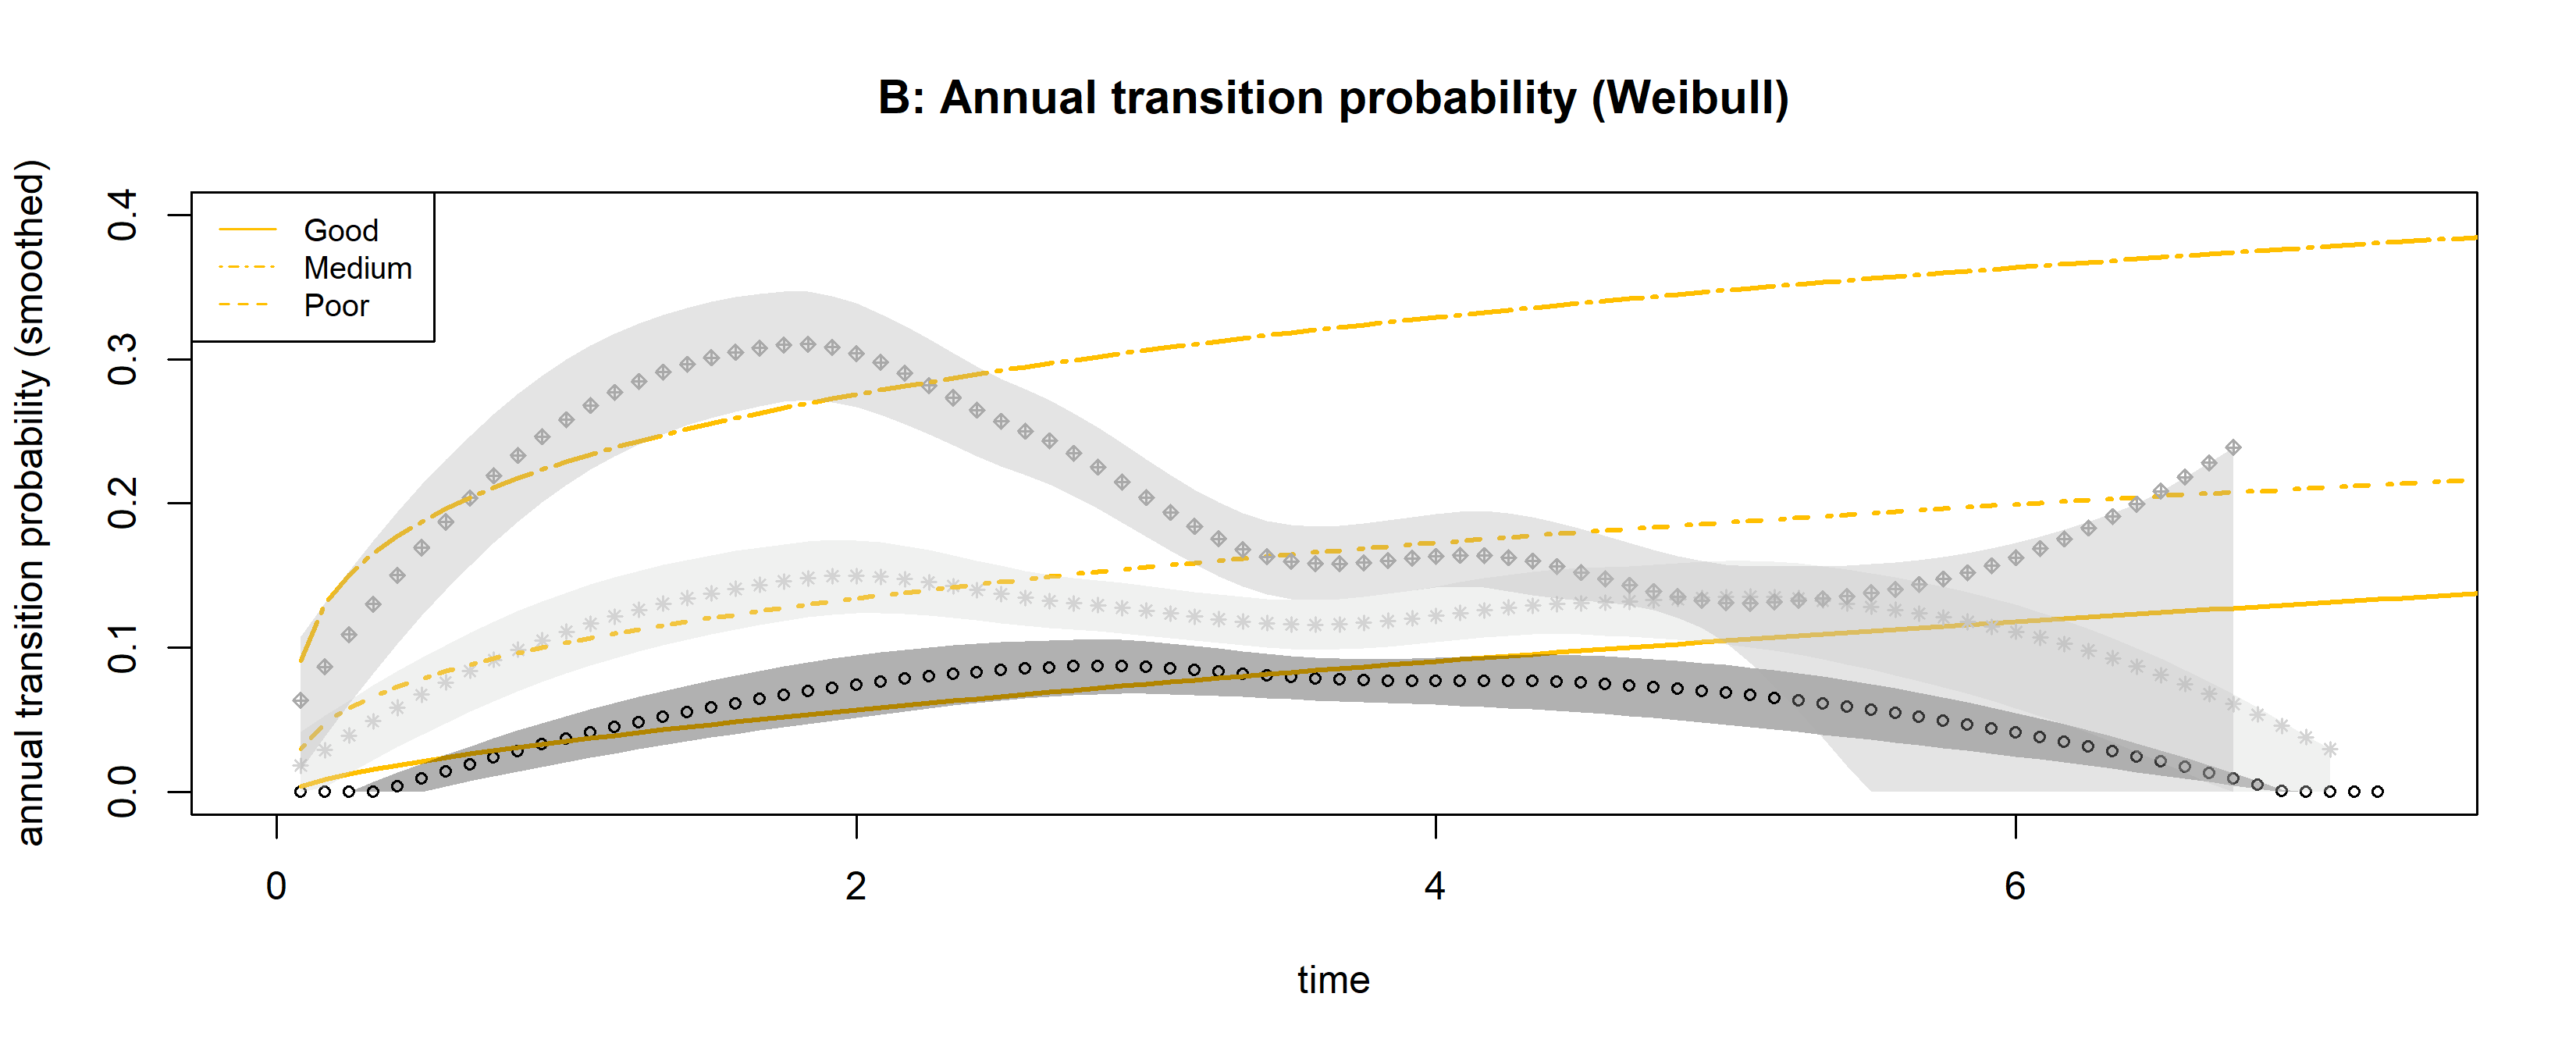 B: Annual transition probability (Weibull)
annual transition probability (smoothed)
0.4
0.3
0.2
0.1
0.0
Good
Medium
Poor
0 2 4 6
time